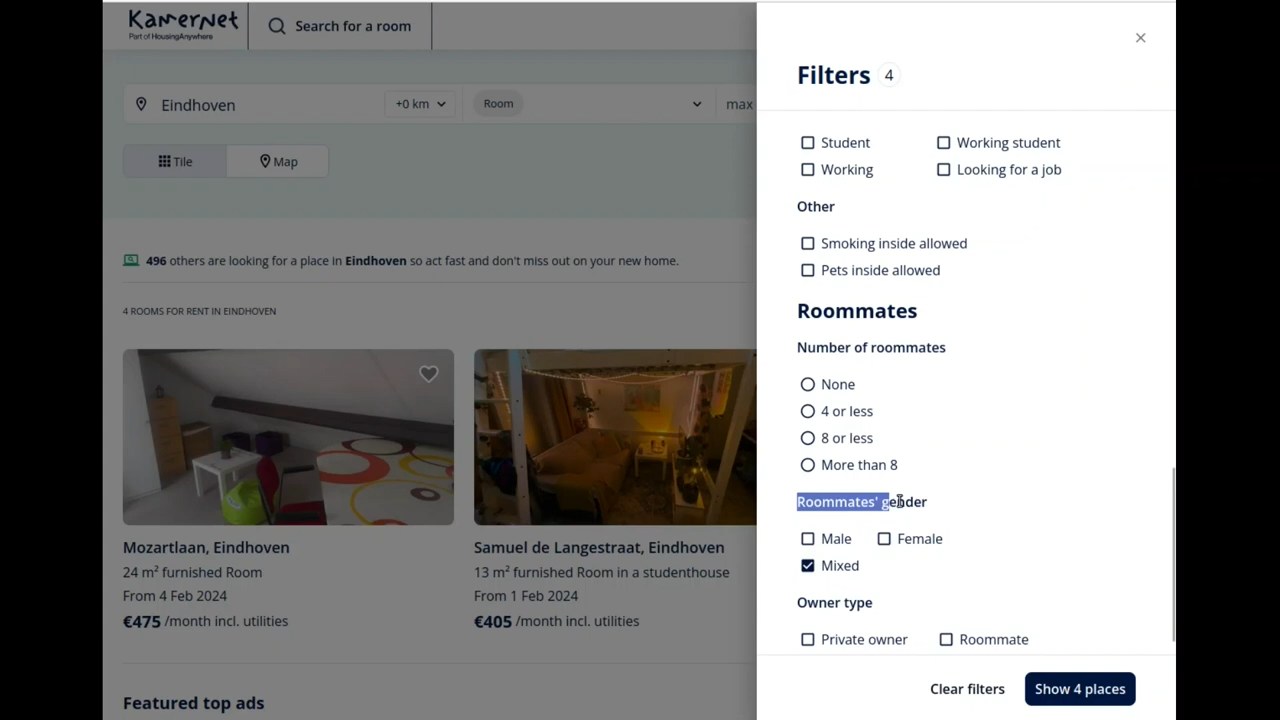 Kamernet
Part of HousingAnywhere
Search for a room
Eindhoven
+0 km
Room
max
Tile
Map
496 others are looking for a place in Eindhoven so act fast and don't miss out on your new home.
4 ROOMS FOR RENT IN EINDHOVEN
Mozartlaan, Eindhoven
24 m² furnished Room
From 4 Feb 2024
€475 /month incl. utilities
Samuel de Langestraat, Eindhoven
13 m² furnished Room in a studenthouse
From 1 Feb 2024
€405 /month incl. utilities
Featured top ads
Filters 4
Student
Working student
Working
Looking for a job
Other
Smoking inside allowed
Pets inside allowed
Roommates
Number of roommates
None
4 or less
8 or less
More than 8
Roommates' gender
Male
Female
Mixed
Owner type
Private owner
Roommate
Clear filters
Show 4 places